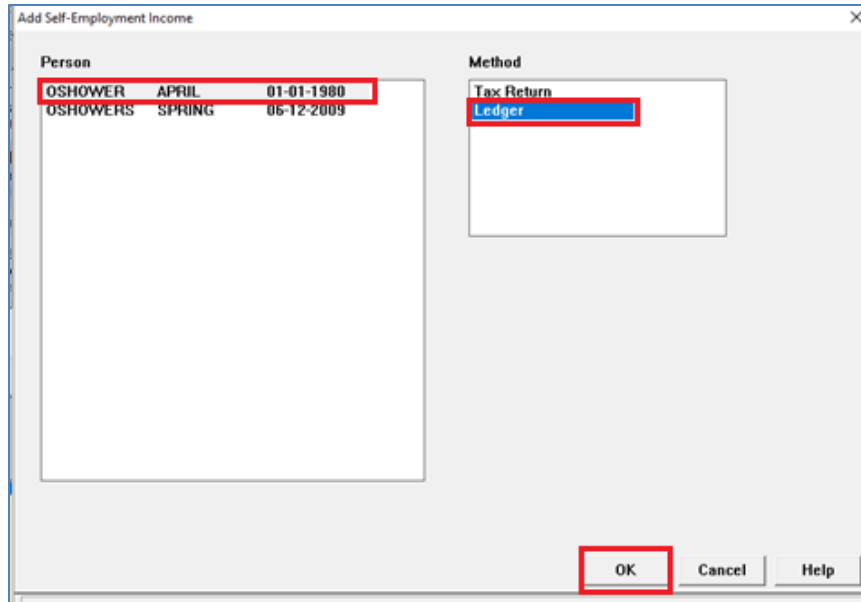 Add Self-Employment Income
Person
OSHOWER APRIL 01-01-1980
OSHOWERS SPRING 06-12-2009
Method
Tax Return
Ledger
OK Cancel Help